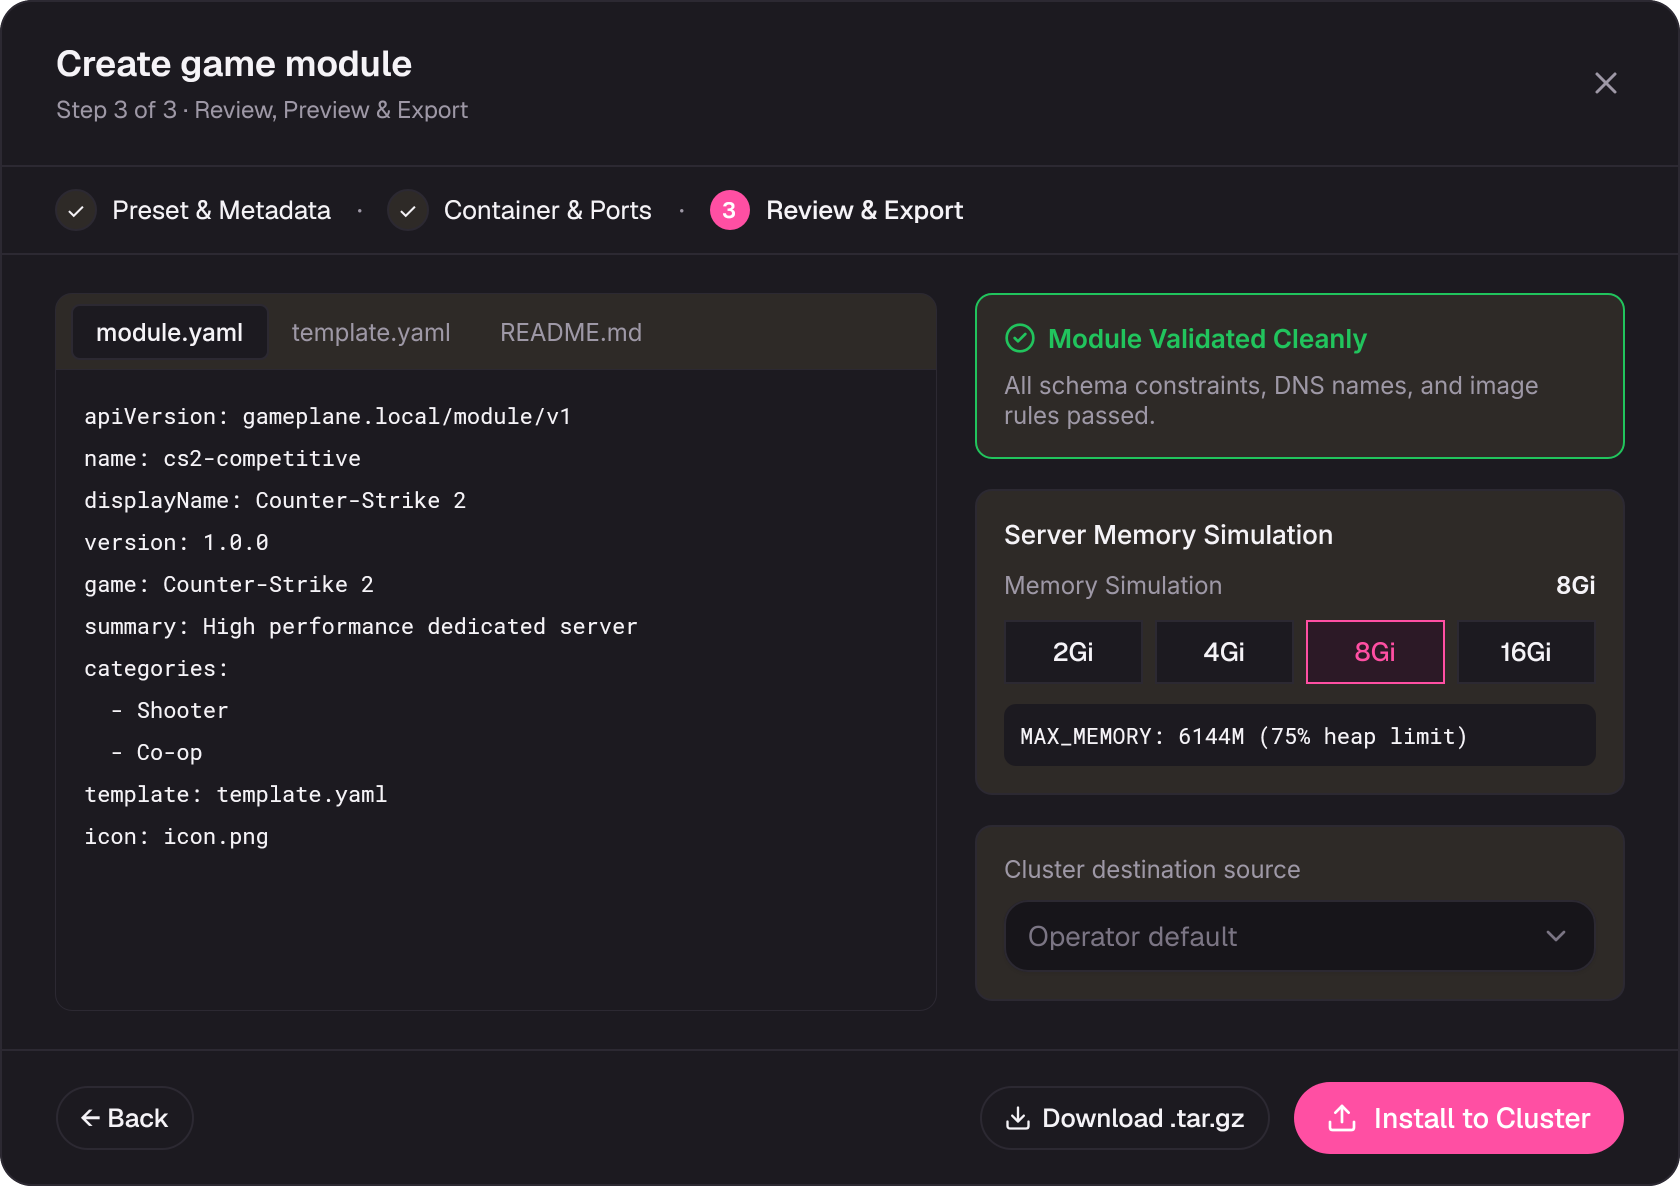 Create game module
Step 3 of 3 · Review, Preview & Export
Preset & Metadata · Container & Ports · 3 Review & Export
module.yaml template.yaml README.md
apiVersion: gameplane.local/module/v1
name: cs2-competitive
displayName: Counter-Strike 2
version: 1.0.0
game: Counter-Strike 2
summary: High performance dedicated server
categories:
  - Shooter
  - Co-op
template: template.yaml
icon: icon.png
Module Validated Cleanly
All schema constraints, DNS names, and image
rules passed.
Server Memory Simulation
Memory Simulation 8Gi
2Gi 4Gi 8Gi 16Gi
MAX_MEMORY: 6144M (75% heap limit)
Cluster destination source
Operator default
Back
Download .tar.gz
Install to Cluster